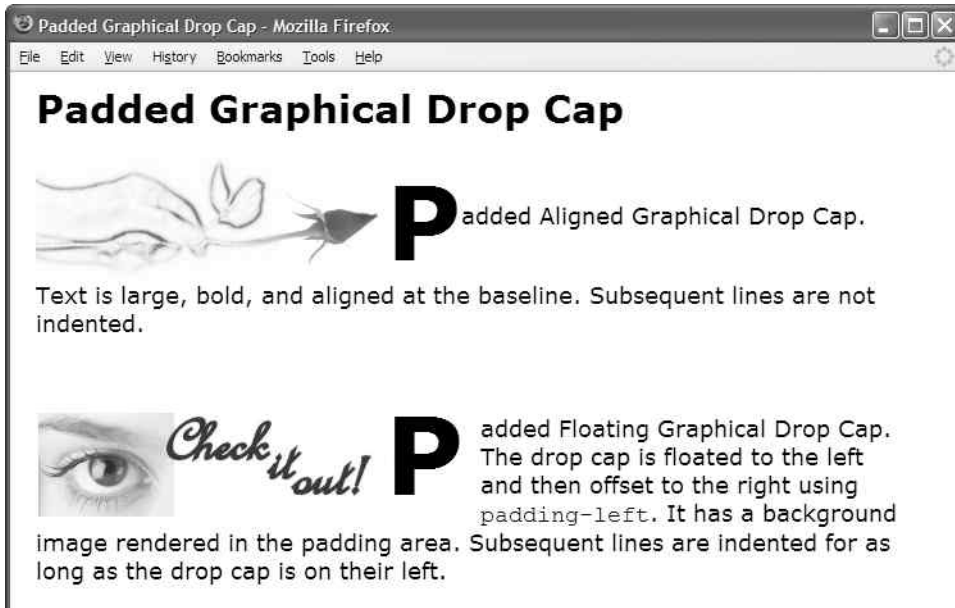 Padded Graphical Drop Cap - Mozilla Firefox
File Edit View History Bookmarks Tools Help
Padded Graphical Drop Cap
Padded Aligned Graphical Drop Cap.
Text is large, bold, and aligned at the baseline. Subsequent lines are not
indented.
Check it out!
Padded Floating Graphical Drop Cap.
The drop cap is floated to the left
and then offset to the right using
padding-left. It has a background
image rendered in the padding area. Subsequent lines are indented for as
long as the drop cap is on their left.